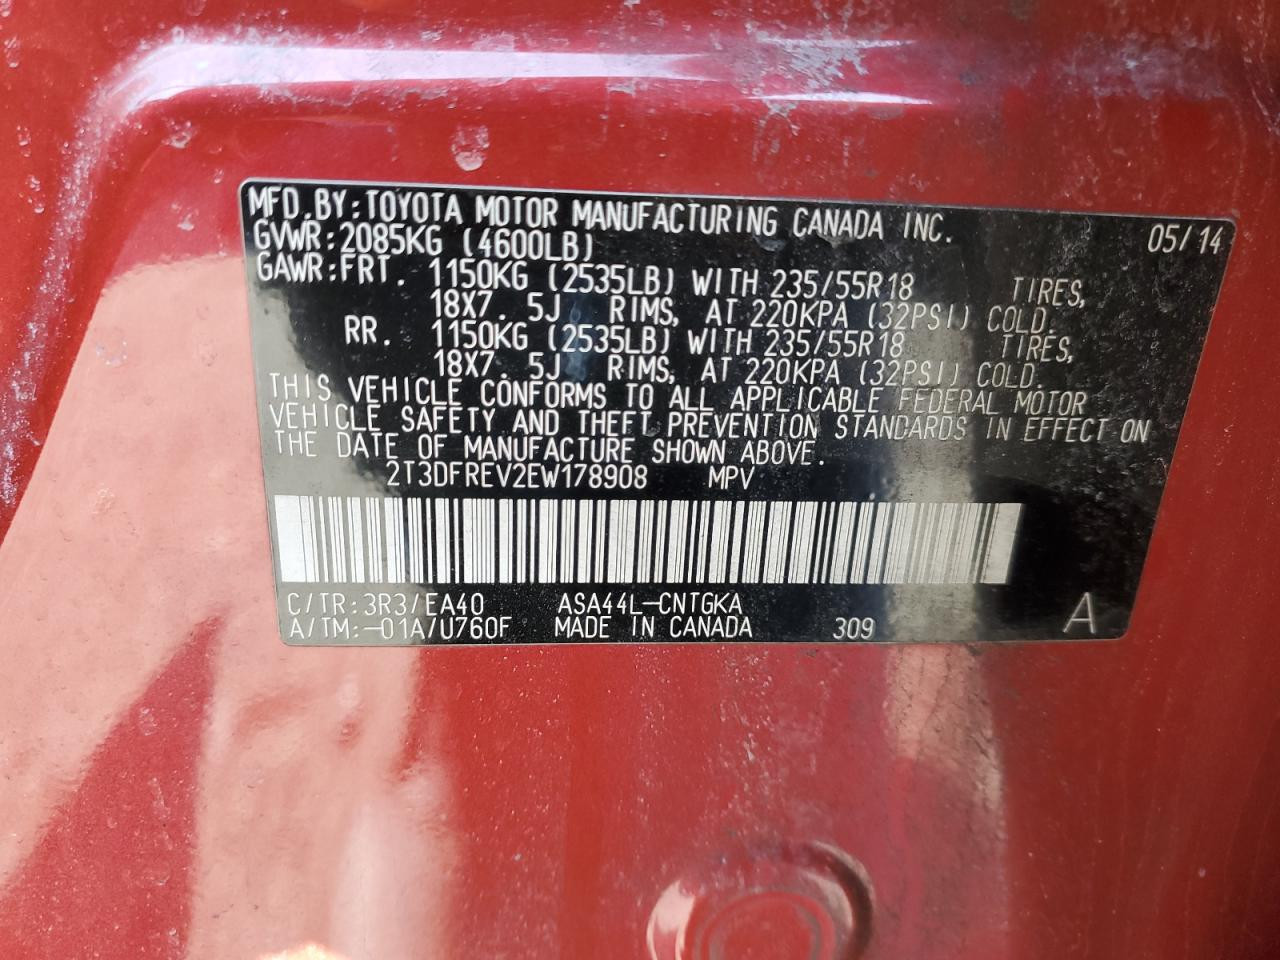 MFD.BY:TOYOTA MOTOR MANUFACTURING CANADA INC. 05/14
GVWR:2085KG (4600LB)
GAWR:FRT. 1150KG (2535LB) WITH 235/55R18 TIRES,
18X7.5J RIMS, AT 220KPA (32PSI) COLD.
RR. 1150KG (2535LB) WITH 235/55R18 TIRES,
18X7.5J RIMS, AT 220KPA (32PSI) COLD.
THIS VEHICLE CONFORMS TO ALL APPLICABLE FEDERAL MOTOR
VEHICLE SAFETY AND THEFT PREVENTION STANDARDS IN EFFECT ON
THE DATE OF MANUFACTURE SHOWN ABOVE.
2T3DFREV2EW178908 MPV
C/TR:3R3/EA40 ASA44L-CNTGKA
A/TM:-01A/U760F MADE IN CANADA 309 A